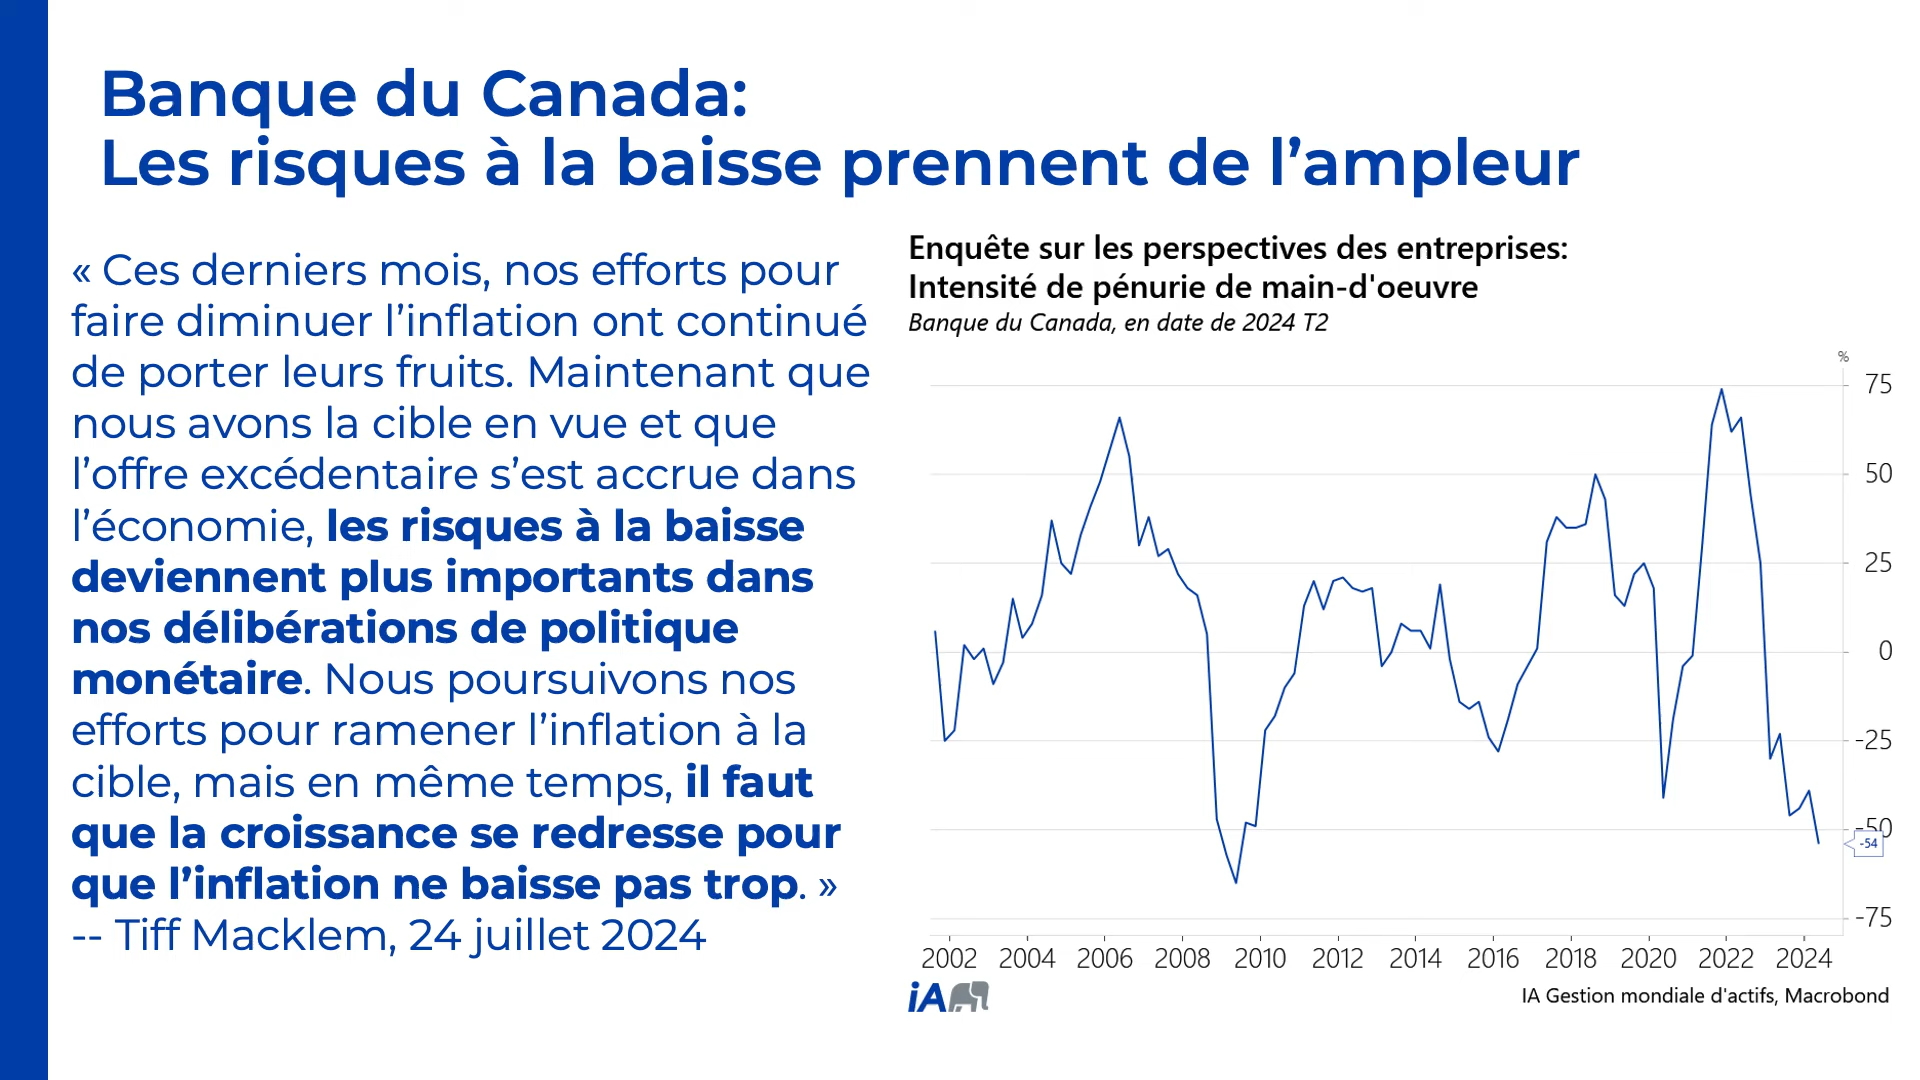 Banque du Canada:
Les risques à la baisse prennent de l’ampleur
« Ces derniers mois, nos efforts pour
faire diminuer l’inflation ont continué
de porter leurs fruits. Maintenant que
nous avons la cible en vue et que
l’offre excédentaire s’est accrue dans
l’économie, les risques à la baisse
deviennent plus importants dans
nos délibérations de politique
monétaire. Nous poursuivons nos
efforts pour ramener l’inflation à la
cible, mais en même temps, il faut
que la croissance se redresse pour
que l’inflation ne baisse pas trop. »
-- Tiff Macklem, 24 juillet 2024
Enquête sur les perspectives des entreprises:
Intensité de pénurie de main-d'oeuvre
Banque du Canada, en date de 2024 T2
%
75
50
25
0
-25
-50
-54
-75
2002 2004 2006 2008 2010 2012 2014 2016 2018 2020 2022 2024
iA
IA Gestion mondiale d'actifs, Macrobond